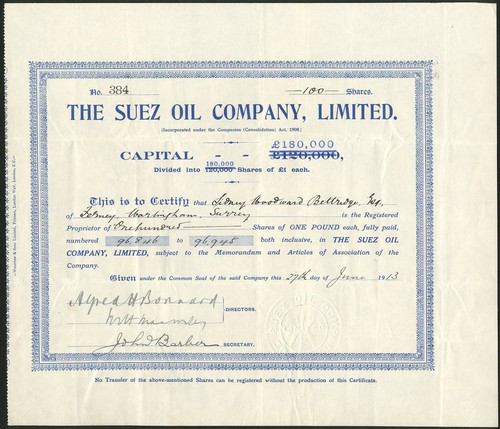 No. 384 —100— Shares.
THE SUEZ OIL COMPANY, LIMITED.
(Incorporated under the Companies (Consolidation) Act, 1908.)
£180,000
CAPITAL - - £120,000,
180,000
Divided into 120,000 Shares of £1 each.
This is to Certify that Sidney Woodward Bettridge, Esq,
of Ferney, Warlingham, Surrey is the Registered
Proprietor of Onehundred Shares of ONE POUND each, fully paid,
numbered 96,846 to 96,945 both inclusive, in THE SUEZ OIL
COMPANY, LIMITED, subject to the Memorandum and Articles of Association of the
Company.
Given under the Common Seal of the said Company this 27th day of June 1913
Alfred H Bonnard
DIRECTORS.
John Barber SECRETARY.
No Transfer of the above-mentioned Shares can be registered without the production of this Certificate.